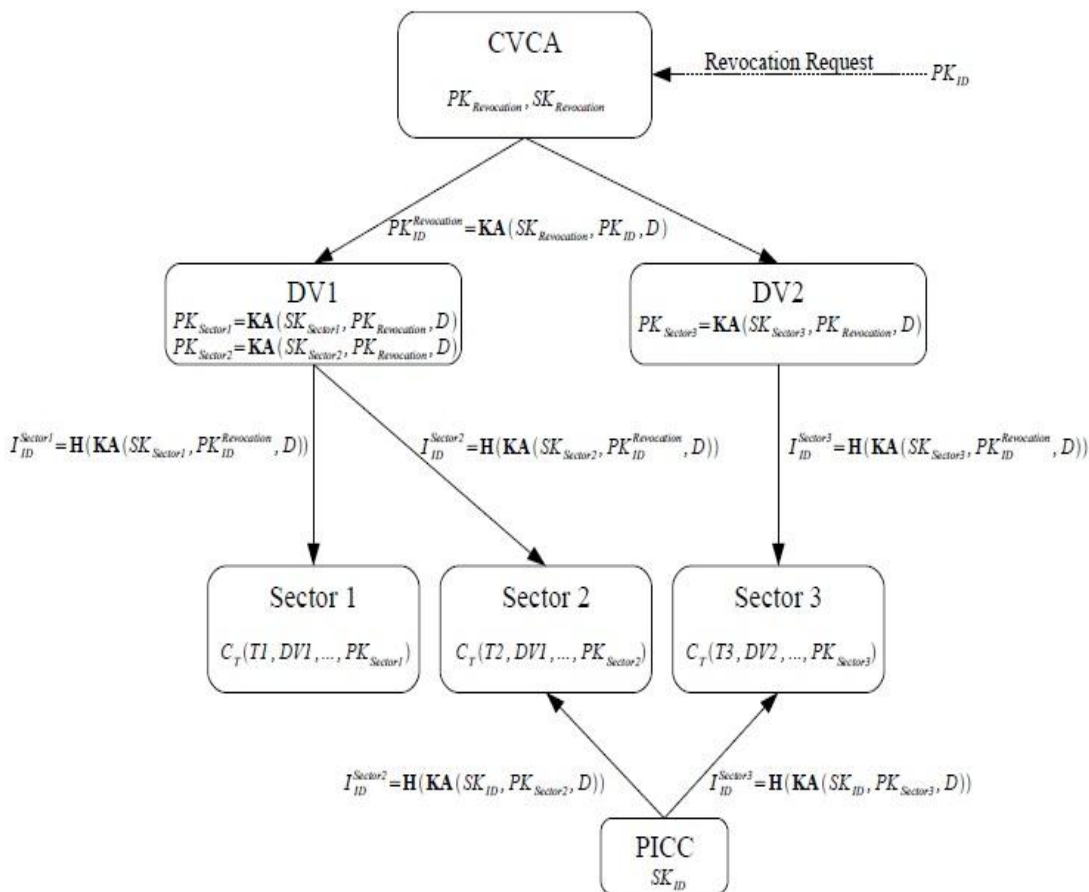 CVCA
Revocation Request
PK_ID
PK_Revocation, SK_Revocation
PK_ID^Revocation=KA(SK_Revocation, PK_ID, D)
DV1
PK_Sector1=KA(SK_Sector1, PK_Revocation, D)
PK_Sector2=KA(SK_Sector2, PK_Revocation, D)
DV2
PK_Sector3=KA(SK_Sector3, PK_Revocation, D)
I_ID^Sector1=H(KA(SK_Sector1, PK_ID^Revocation, D))
I_ID^Sector2=H(KA(SK_Sector2, PK_ID^Revocation, D))
I_ID^Sector3=H(KA(SK_Sector3, PK_ID^Revocation, D))
Sector 1
C_T(T1, DV1, ..., PK_Sector1)
Sector 2
C_T(T2, DV1, ..., PK_Sector2)
Sector 3
C_T(T3, DV2, ..., PK_Sector3)
I_ID^Sector2=H(KA(SK_ID, PK_Sector2, D))
I_ID^Sector3=H(KA(SK_ID, PK_Sector3, D))
PICC
SK_ID